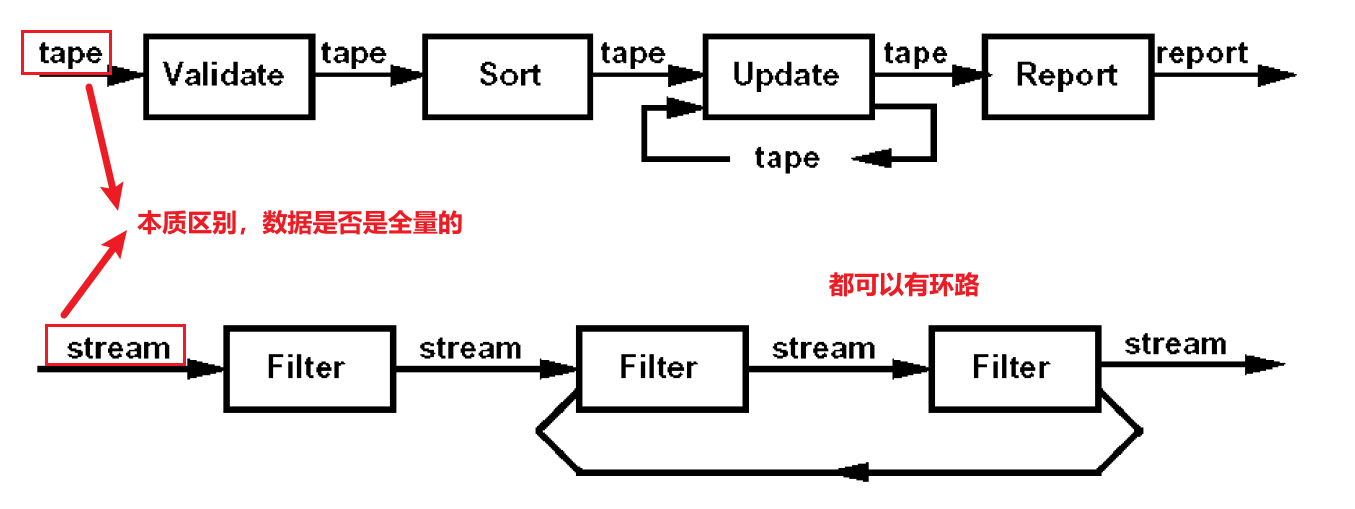 tape
Validate
tape
Sort
tape
Update
tape
Report
report
tape
本质区别，数据是否是全量的
都可以有环路
stream
Filter
stream
Filter
stream
Filter
stream